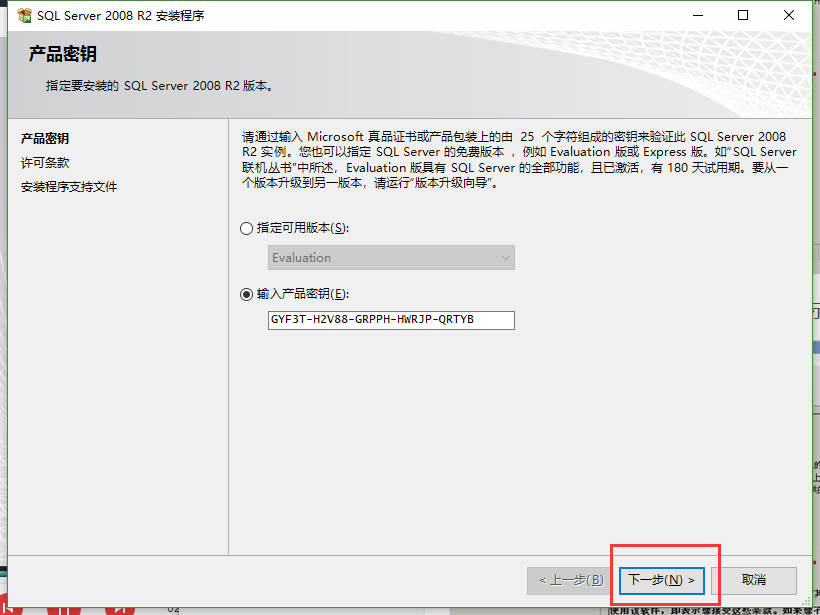 SQL Server 2008 R2 安装程序
产品密钥
指定要安装的 SQL Server 2008 R2 版本。
产品密钥
许可条款
安装程序支持文件
请通过输入 Microsoft 真品证书或产品包装上的由 25 个字符组成的密钥来验证此 SQL Server 2008
R2 实例。您也可以指定 SQL Server 的免费版本，例如 Evaluation 版或 Express 版。如“SQL Server
联机丛书”中所述，Evaluation 版具有 SQL Server 的全部功能，且已激活，有 180 天试用期。要从一
个版本升级到另一版本，请运行“版本升级向导”。
指定可用版本(S):
Evaluation
输入产品密钥(E):
GYF3T-H2V88-GRPPH-HWRJP-QRTYB
< 上一步(B)
下一步(N) >
取消